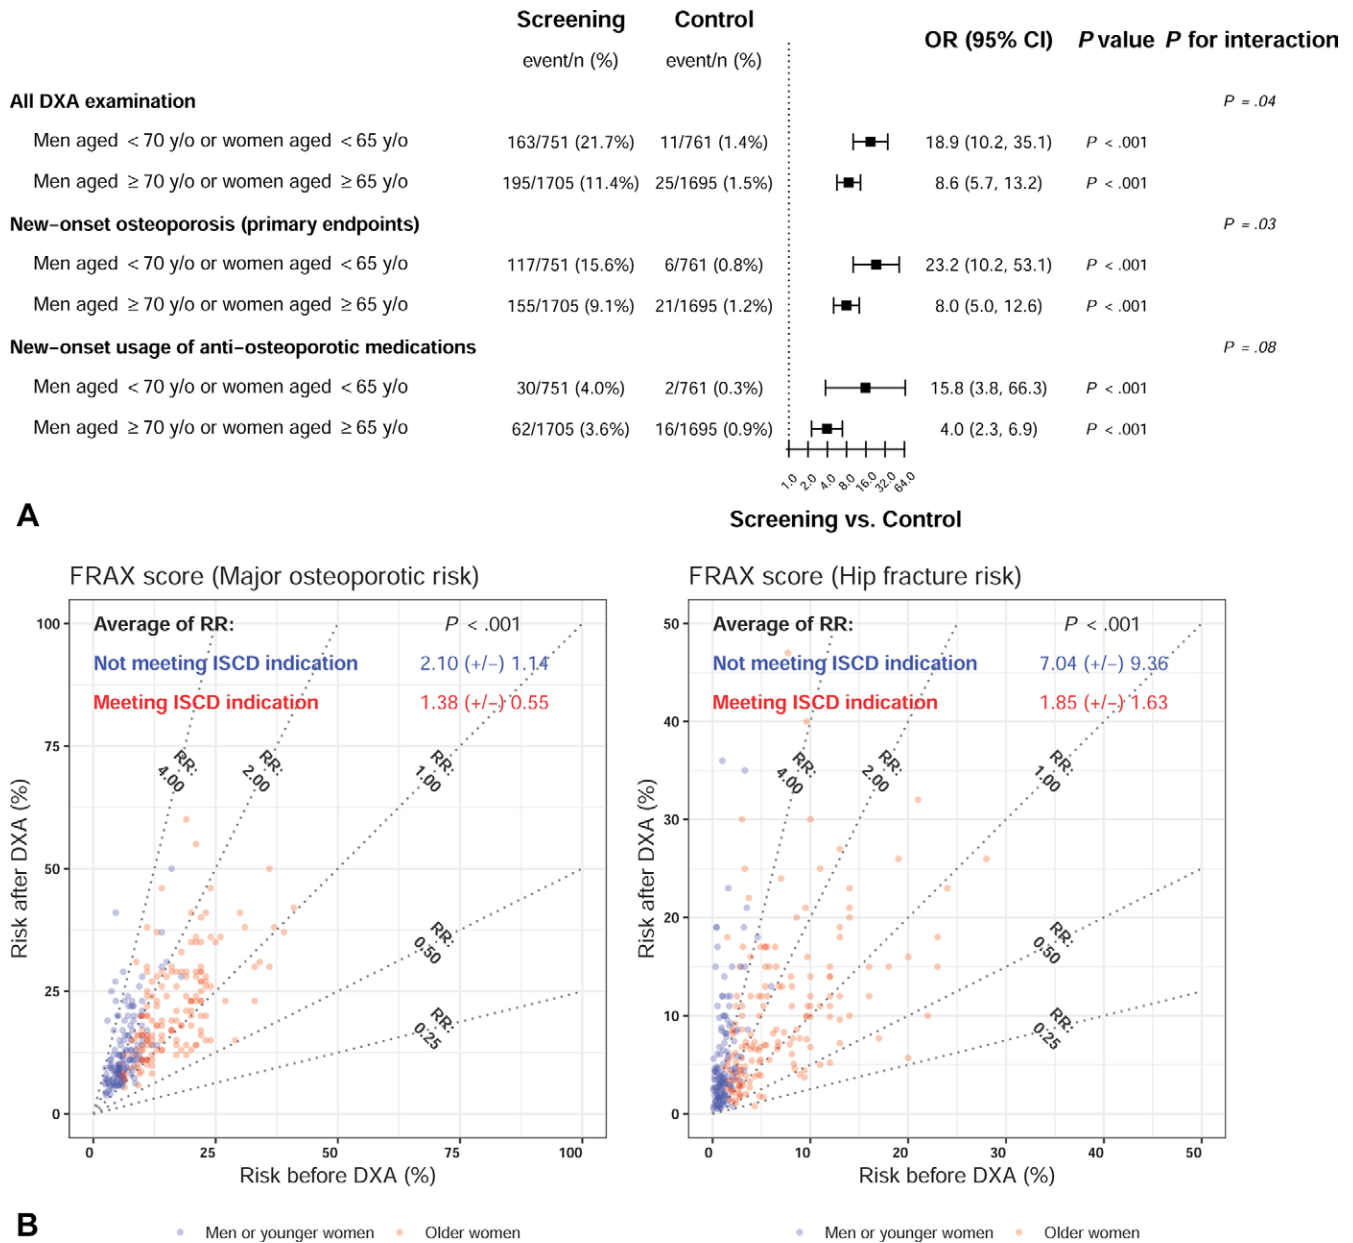 Screening Control OR (95% CI) P value P for interaction
event/n (%) event/n (%)
All DXA examination P = .04
Men aged < 70 y/o or women aged < 65 y/o 163/751 (21.7%) 11/761 (1.4%) 18.9 (10.2, 35.1) P < .001
Men aged ≥ 70 y/o or women aged ≥ 65 y/o 195/1705 (11.4%) 25/1695 (1.5%) 8.6 (5.7, 13.2) P < .001
New-onset osteoporosis (primary endpoints) P = .03
Men aged < 70 y/o or women aged < 65 y/o 117/751 (15.6%) 6/761 (0.8%) 23.2 (10.2, 53.1) P < .001
Men aged ≥ 70 y/o or women aged ≥ 65 y/o 155/1705 (9.1%) 21/1695 (1.2%) 8.0 (5.0, 12.6) P < .001
New-onset usage of anti-osteoporotic medications P = .08
Men aged < 70 y/o or women aged < 65 y/o 30/751 (4.0%) 2/761 (0.3%) 15.8 (3.8, 66.3) P < .001
Men aged ≥ 70 y/o or women aged ≥ 65 y/o 62/1705 (3.6%) 16/1695 (0.9%) 4.0 (2.3, 6.9) P < .001
1.0 2.0 4.0 8.0 16.0 32.0 64.0
A Screening vs. Control
FRAX score (Major osteoporotic risk)
Average of RR: P < .001
Not meeting ISCD indication 2.10 (+/-) 1.14
Meeting ISCD indication 1.38 (+/-) 0.55
RR: 4.00
RR: 2.00
RR: 1.00
RR: 0.50
RR: 0.25
100
75
50
25
0
Risk after DXA (%)
0 25 50 75 100
Risk before DXA (%)
Men or younger women Older women
FRAX score (Hip fracture risk)
Average of RR: P < .001
Not meeting ISCD indication 7.04 (+/-) 9.36
Meeting ISCD indication 1.85 (+/-) 1.63
RR: 4.00
RR: 2.00
RR: 1.00
RR: 0.50
RR: 0.25
50
40
30
20
10
0
Risk after DXA (%)
0 10 20 30 40 50
Risk before DXA (%)
Men or younger women Older women
B